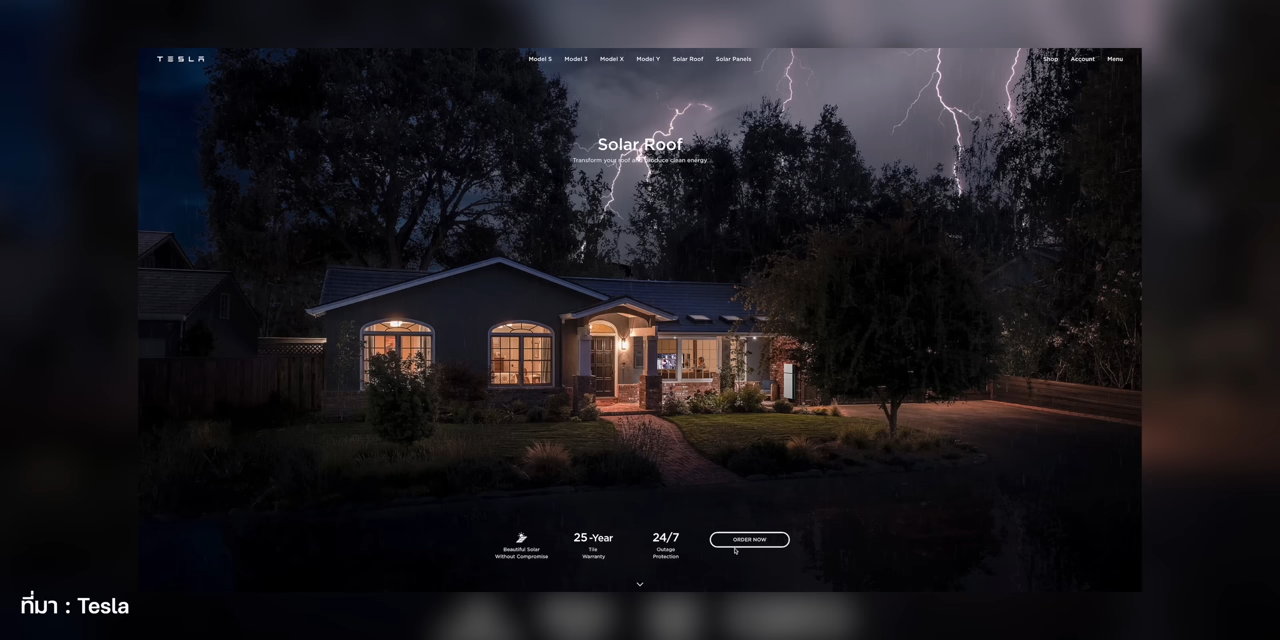 TESLA
Model S
Model 3
Model X
Model Y
Solar Roof
Solar Panels
Shop
Account
Menu
Solar Roof
Transform your roof and produce clean energy
Beautiful Solar
Without Compromise
25-Year
Tile
Warranty
24/7
Outage
Protection
ORDER NOW
ที่มา : Tesla